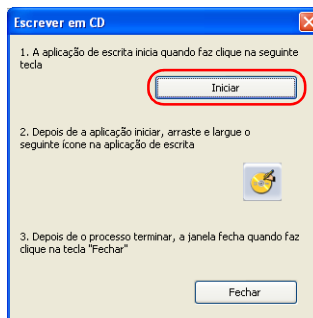 Escrever em CD
1. A aplicação de escrita inicia quando faz clique na seguinte
tecla
Iniciar
2. Depois de a aplicação iniciar, arraste e largue o
seguinte ícone na aplicação de escrita
3. Depois de o processo terminar, a janela fecha quando faz
clique na tecla "Fechar"
Fechar